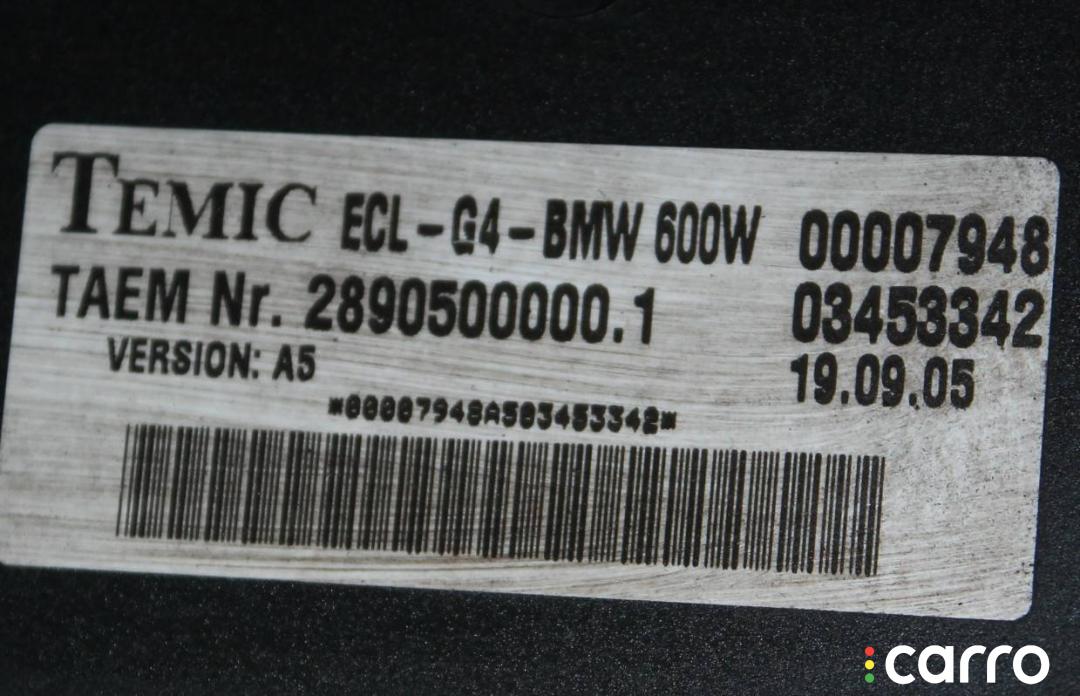 TEMIC ECL-G4-BMW 600W 00007948
TAEM Nr. 2890500000.1 03453342
VERSION: A5 19.09.05
*00007948A503453342*
carro